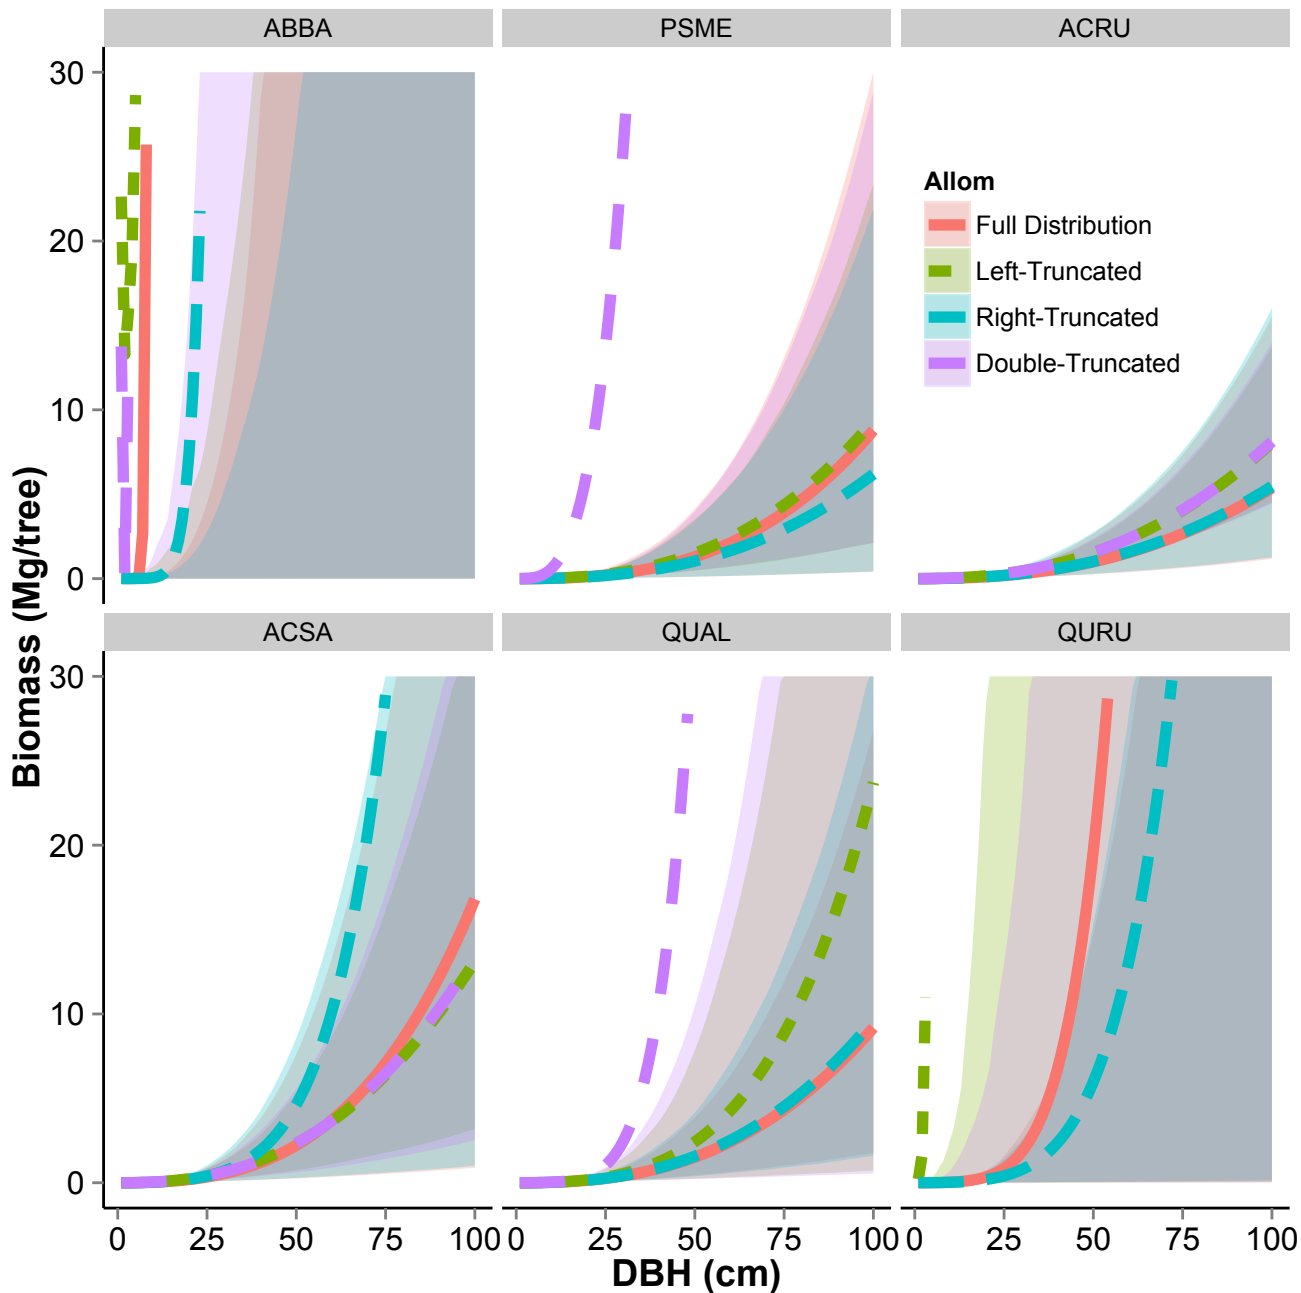 ABBA PSME ACRU
30
20
10
0
Allom
Full Distribution
Left-Truncated
Right-Truncated
Double-Truncated
Biomass (Mg/tree)
ACSA QUAL QURU
30
20
10
0
0 25 50 75 100 0 25 50 75 100 0 25 50 75 100
DBH (cm)